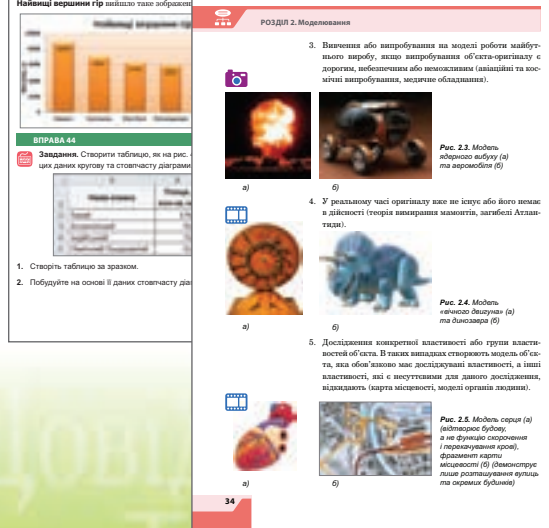 Найвищі вершини гір вийшло таке зображен
ВПРАВА 44
Завдання. Створити таблицю, як на рис.
цих даних кругову та стовпчасту діаграми
1. Створіть таблицю за зразком.
2. Побудуйте на основі її даних стовпчасту діа
РОЗДІЛ 2. Моделювання
3. Вивчення або випробування на моделі роботи майбут-
нього виробу, якщо випробування об'єкта-оригіналу є
дорогим, небезпечним або неможливим (авіаційні та кос-
мічні випробування, медичне обладнання).
Рис. 2.3. Модель
ядерного вибуху (а)
та аеромобіля (б)
а) б)
4. У реальному часі оригіналу вже не існує або його немає
в дійсності (теорія вимирання мамонтів, загибелі Атлан-
тиди).
Рис. 2.4. Модель
«вічного двигуна» (а)
та динозавра (б)
а) б)
5. Дослідження конкретної властивості або групи власти-
востей об'єкта. В таких випадках створюють модель об'єк-
та, яка обов'язково має досліджувані властивості, а інші
властивості, які є несуттєвими для даного дослідження,
відкидають (карта місцевості, моделі органів людини).
Рис. 2.5. Модель серця (а)
(відтворює будову,
а не функцію скорочення
і перекачування крові),
фрагмент карти
місцевості (б) (демонструє
лише розташування вулиць
та окремих будинків)
а) б)
34